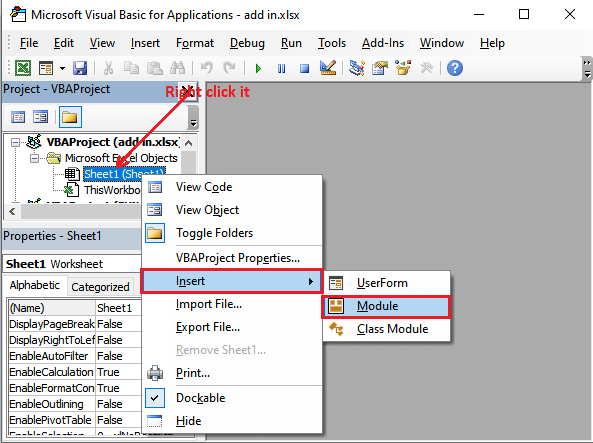 Microsoft Visual Basic for Applications - add in.xlsx
File Edit View Insert Format Debug Run Tools Add-Ins Window Help
Project - VBAProject
Right click it
VBAProject (add in.xlsx)
Microsoft Excel Objects
Sheet1 (Sheet1)
ThisWorkbo
View Code
View Object
Toggle Folders
VBAProject Properties...
Insert
Import File...
Export File...
Remove Sheet1...
Print...
Dockable
Hide
UserForm
Module
Class Module
Properties - Sheet1
Sheet1 Worksheet
Alphabetic Categorized
(Name) Sheet1
DisplayPageBreak False
DisplayRightToLef False
EnableAutoFilter False
EnableCalculation True
EnableFormatCon True
EnableOutlining False
EnablePivotTable False